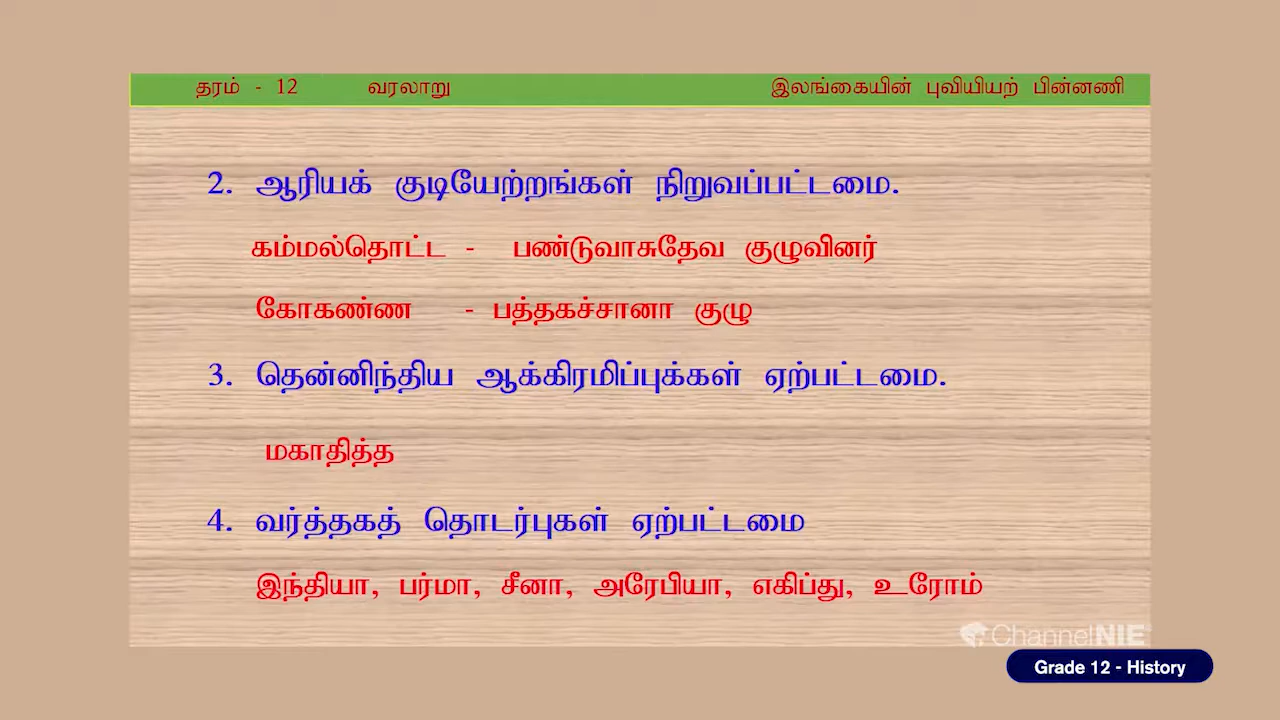 தரம் - 12 வரலாறு இலங்கையின் புவியியற் பின்னணி
2. ஆரியக் குடியேற்றங்கள் நிறுவப்பட்டமை.
கம்மல்தொட்ட - பண்டுவாசுதேவ குழுவினர்
கோகண்ண - பத்தகச்சானா குழு
3. தென்னிந்திய ஆக்கிரமிப்புக்கள் ஏற்பட்டமை.
மகாதித்த
4. வர்த்தகத் தொடர்புகள் ஏற்பட்டமை
இந்தியா, பர்மா, சீனா, அரேபியா, எகிப்து, உரோம்
ChannelNIE
Grade 12 - History